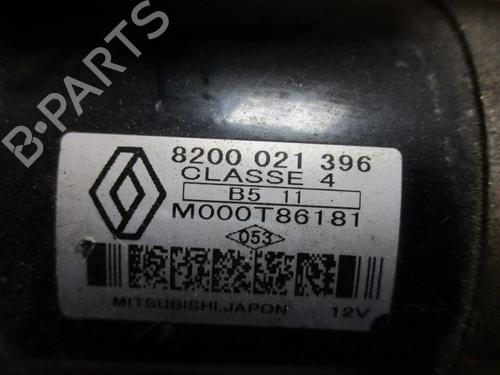 B-PARTS
8200 021 396
CLASSE 4
B5 11
M000T86181
053
MITSUBISHI.JAPON 12V